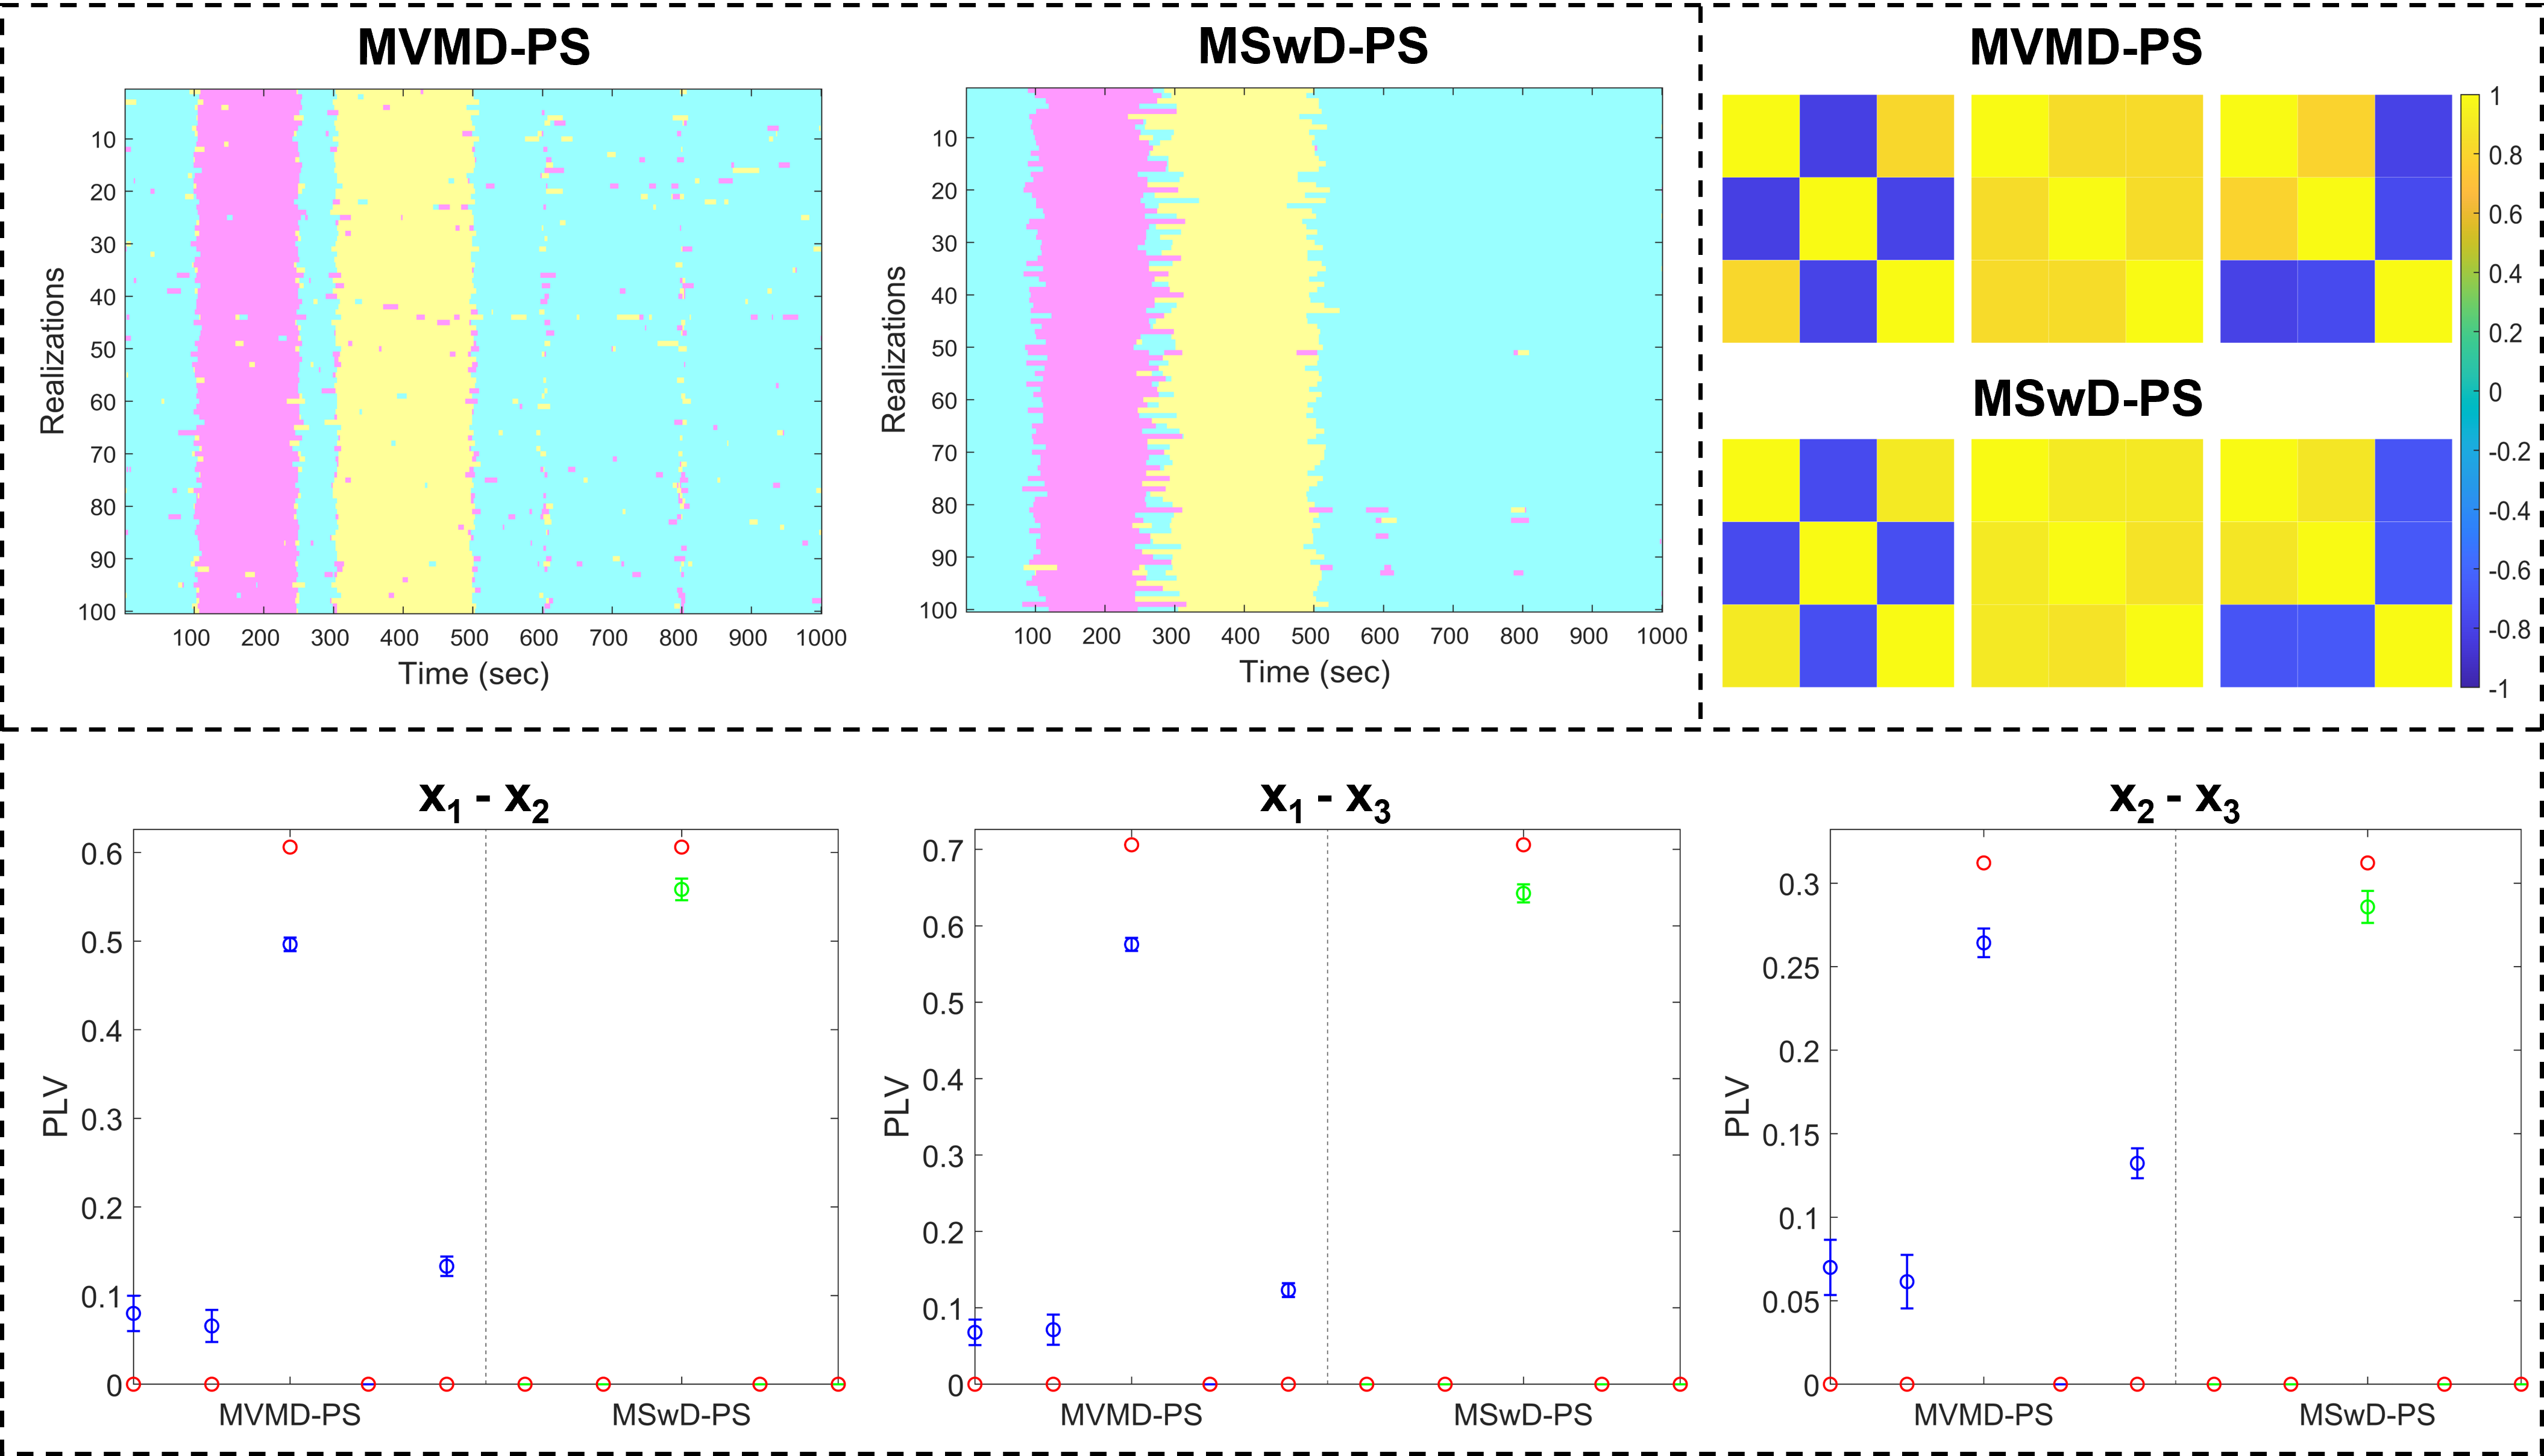 MVMD-PS
MSwD-PS
MVMD-PS
Realizations
10
20
30
40
50
60
70
80
90
100
100 200 300 400 500 600 700 800 900 1000
Time (sec)
Realizations
10
20
30
40
50
60
70
80
90
100
100 200 300 400 500 600 700 800 900 1000
Time (sec)
MSwD-PS
1
0.8
0.6
0.4
0.2
0
-0.2
-0.4
-0.6
-0.8
-1
x₁ - x₂
PLV
0.6
0.5
0.4
0.3
0.2
0.1
0
MVMD-PS MSwD-PS
x₁ - x₃
PLV
0.7
0.6
0.5
0.4
0.3
0.2
0.1
0
MVMD-PS MSwD-PS
x₂ - x₃
PLV
0.3
0.25
0.2
0.15
0.1
0.05
0
MVMD-PS MSwD-PS